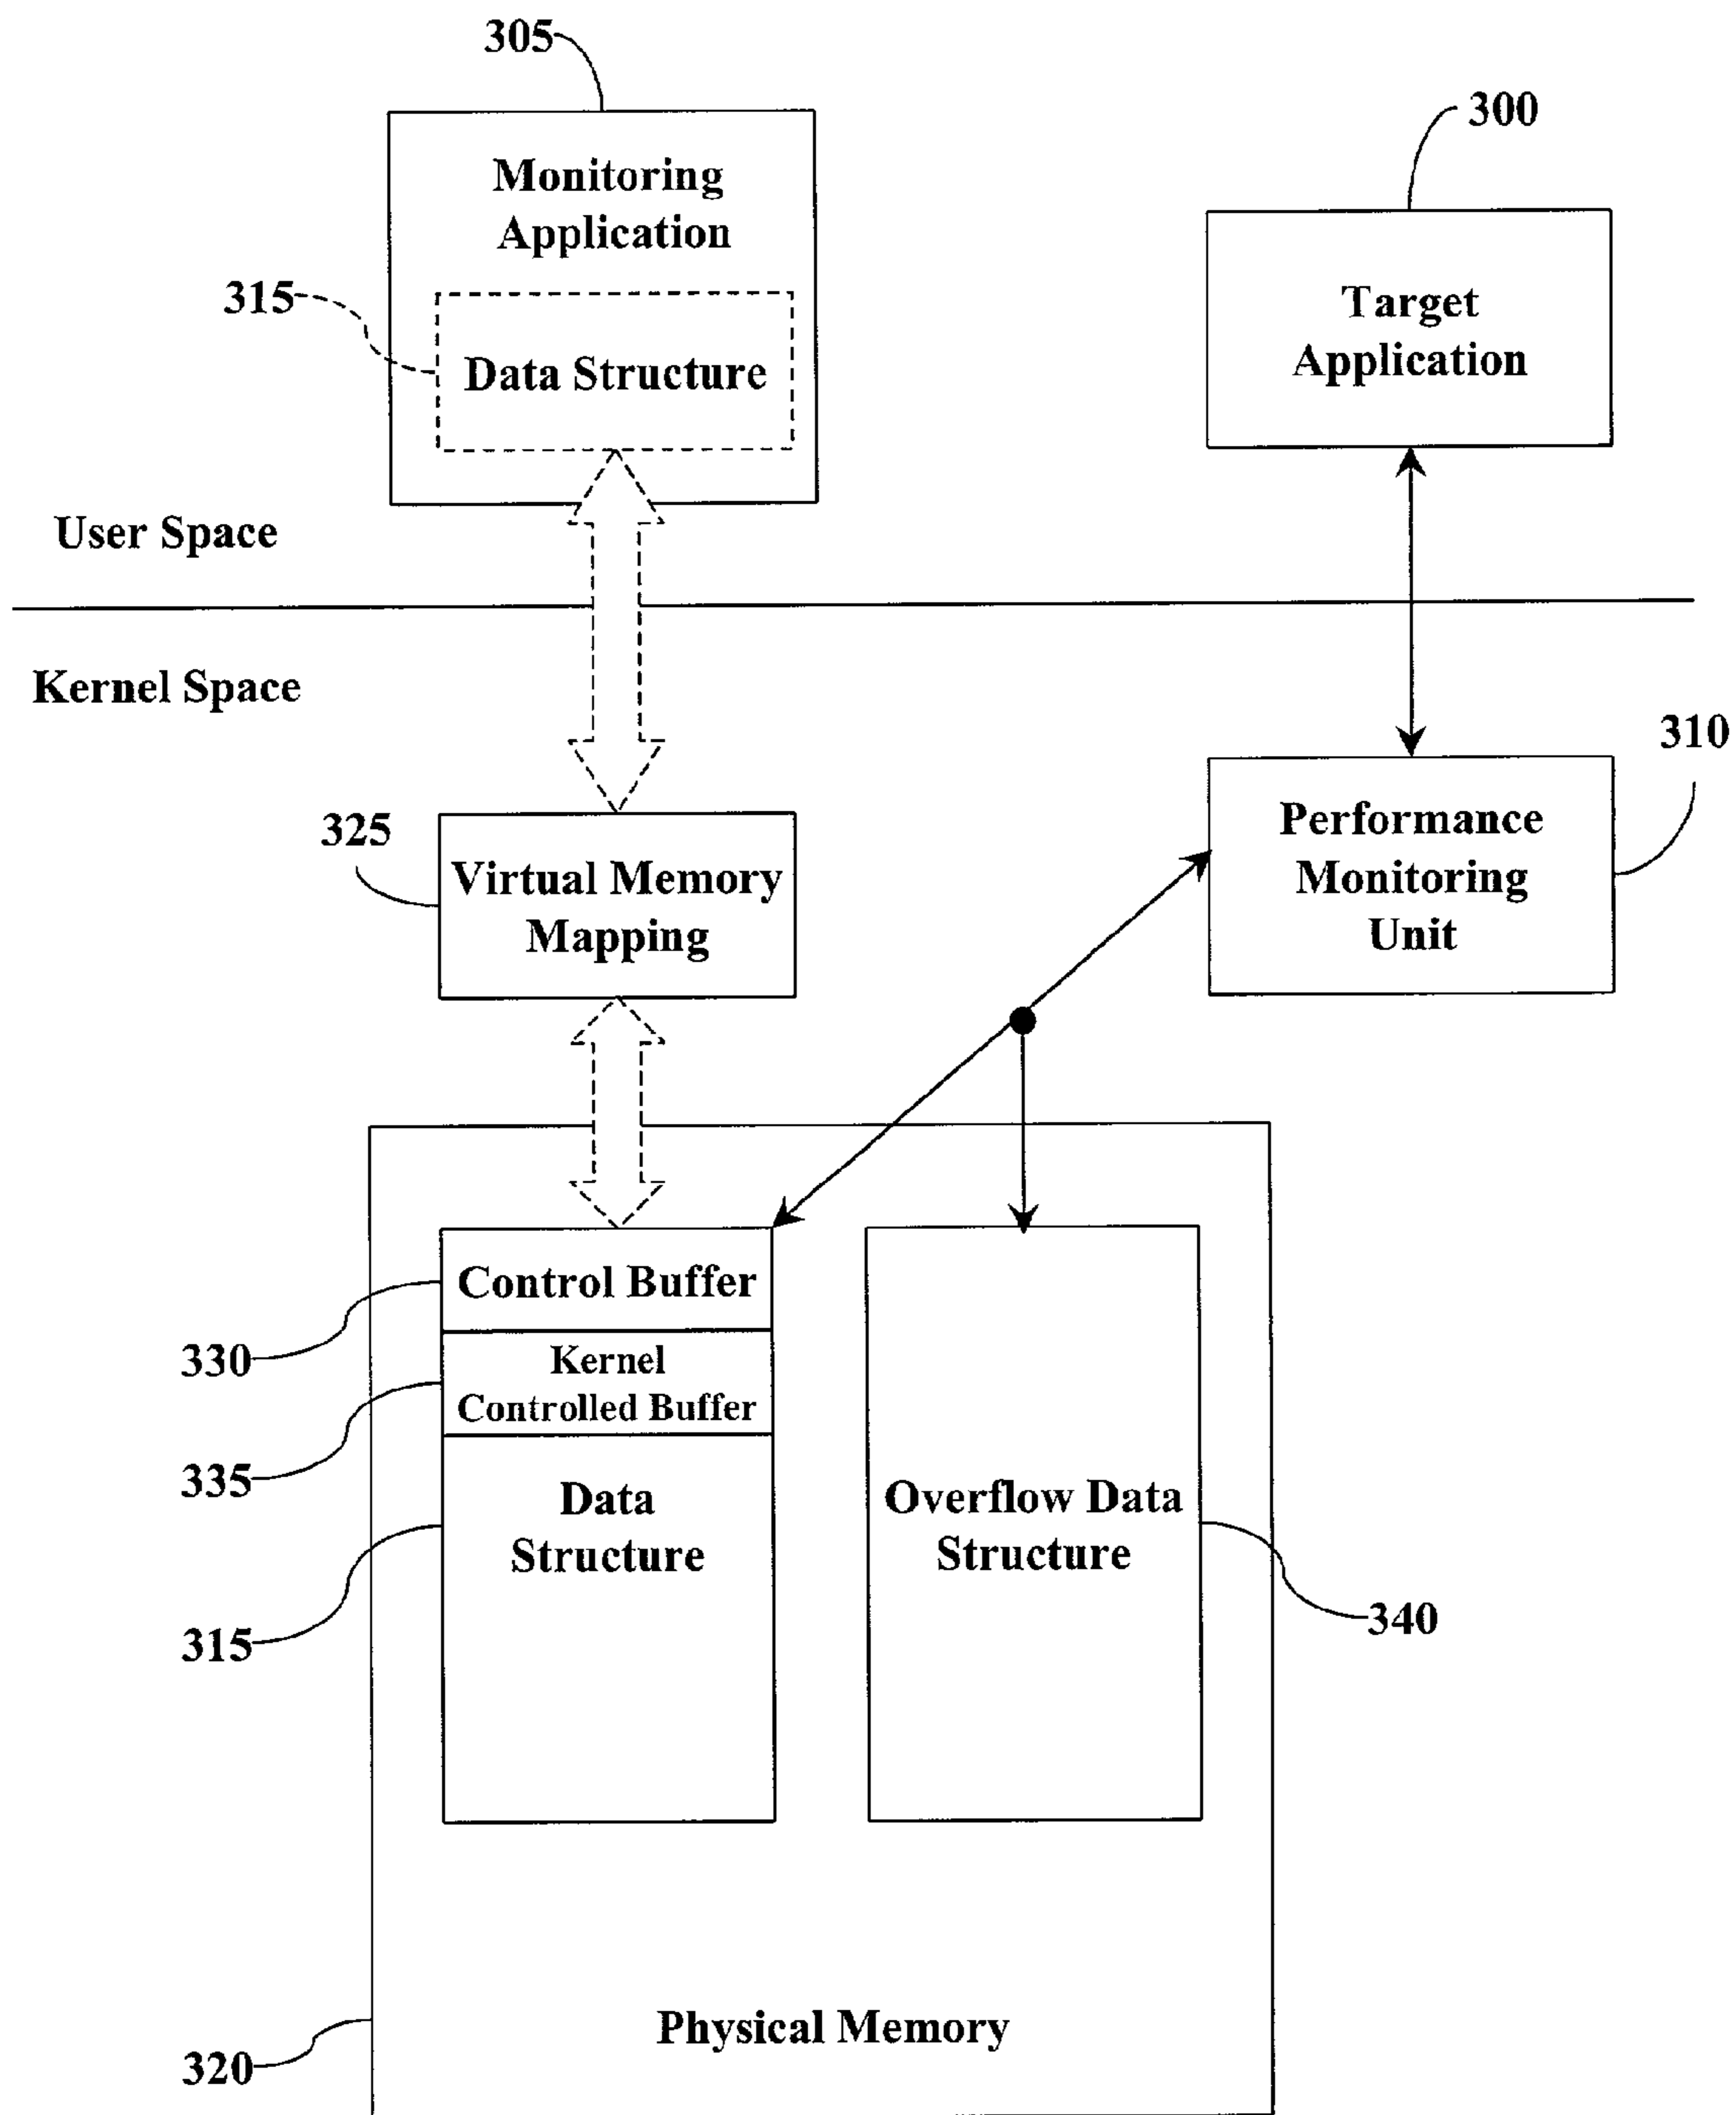 305
300
Monitoring
Application
315
Data Structure
Target
Application
User Space
Kernel Space
310
325
Virtual Memory
Mapping
Performance
Monitoring
Unit
Control Buffer
330
Kernel
Controlled Buffer
335
Data
Structure
315
Overflow Data
Structure
340
Physical Memory
320